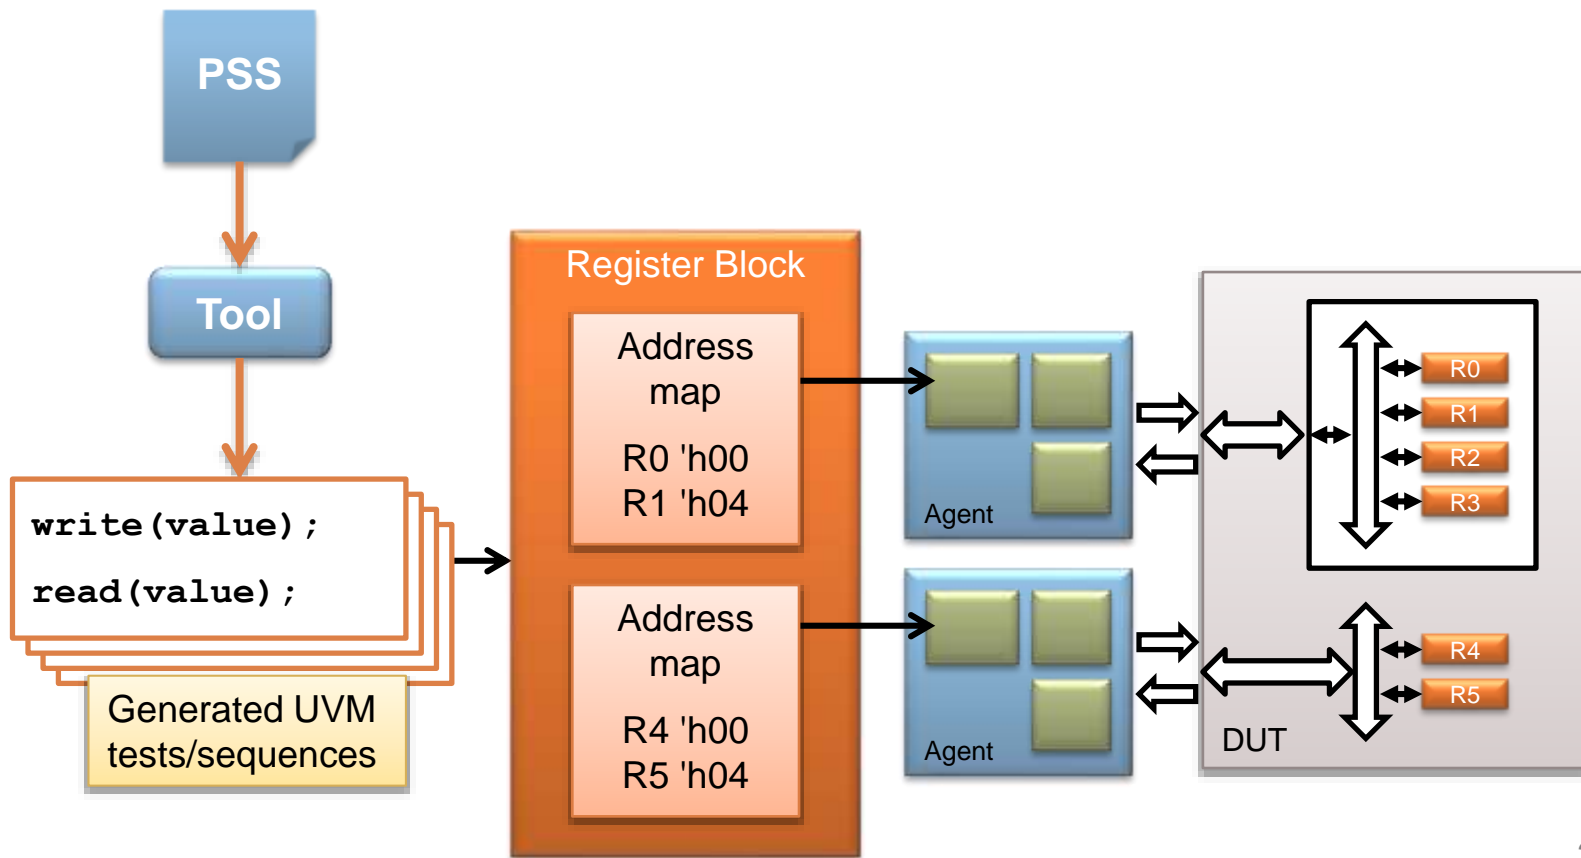 PSS
Tool
write(value);
read(value);
Generated UVM
tests/sequences
Register Block
Address
map
R0 'h00
R1 'h04
Address
map
R4 'h00
R5 'h04
Agent
Agent
R0
R1
R2
R3
R4
R5
DUT